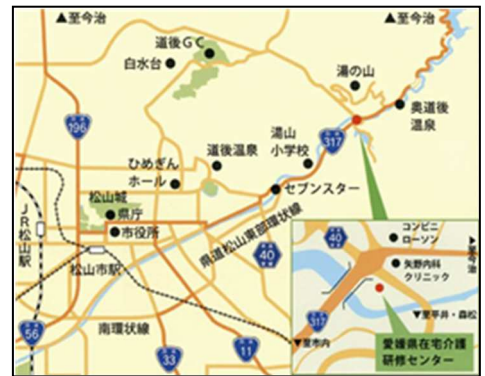 ▲至今治
▲至今治
道後GC
白水台
湯の山
奥道後
温泉
196
317
湯山
小学校
道後温泉
ひめぎん
ホール
セブンスター
松山城
県庁
市役所
JR松山駅
松山市駅
県道松山東部環状線
40
南環状線
56
33
11
40
コンビニ
ローソン
▲至今治
矢野内科
クリニック
▼至平井・森松
317
▼至市内
愛媛県在宅介護
研修センター